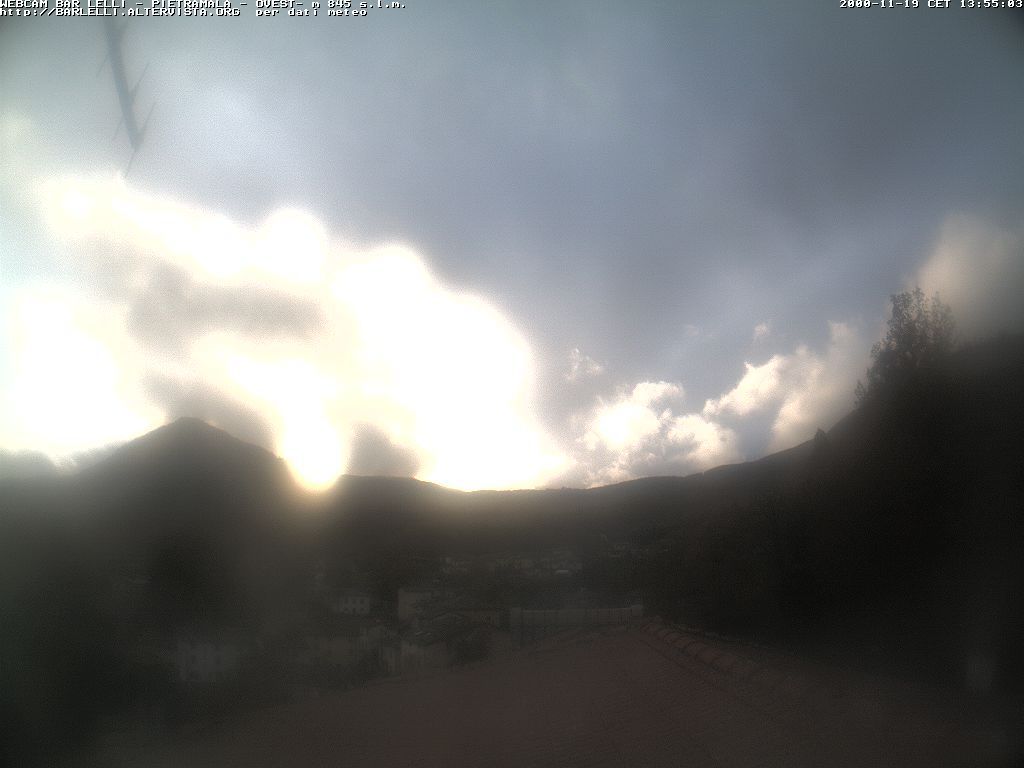 WEBCAM BAR LELLI - PIETRAMALA - OVEST- m 845 s.l.m.
2000-11-19 CET 13:55:03
http://BARLELLI.ALTERVISTA.ORG per dati meteo